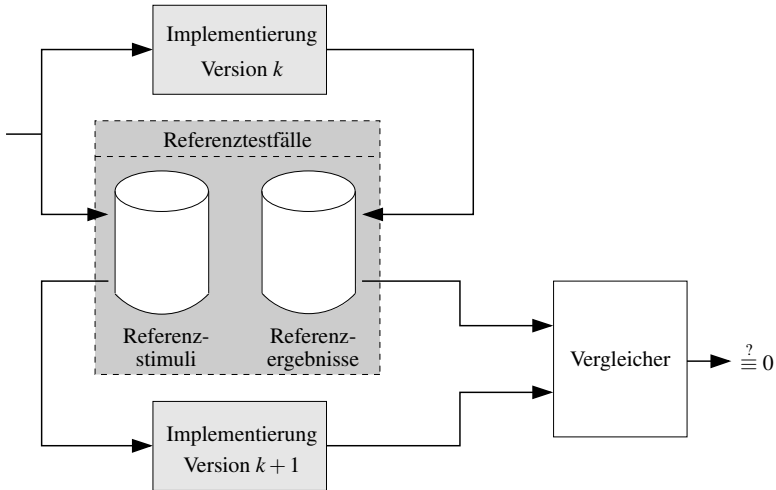 Implementierung
Version k
Referenztestfälle
Referenz-
stimuli
Referenz-
ergebnisse
Vergleicher
?
≡ 0
Implementierung
Version k + 1